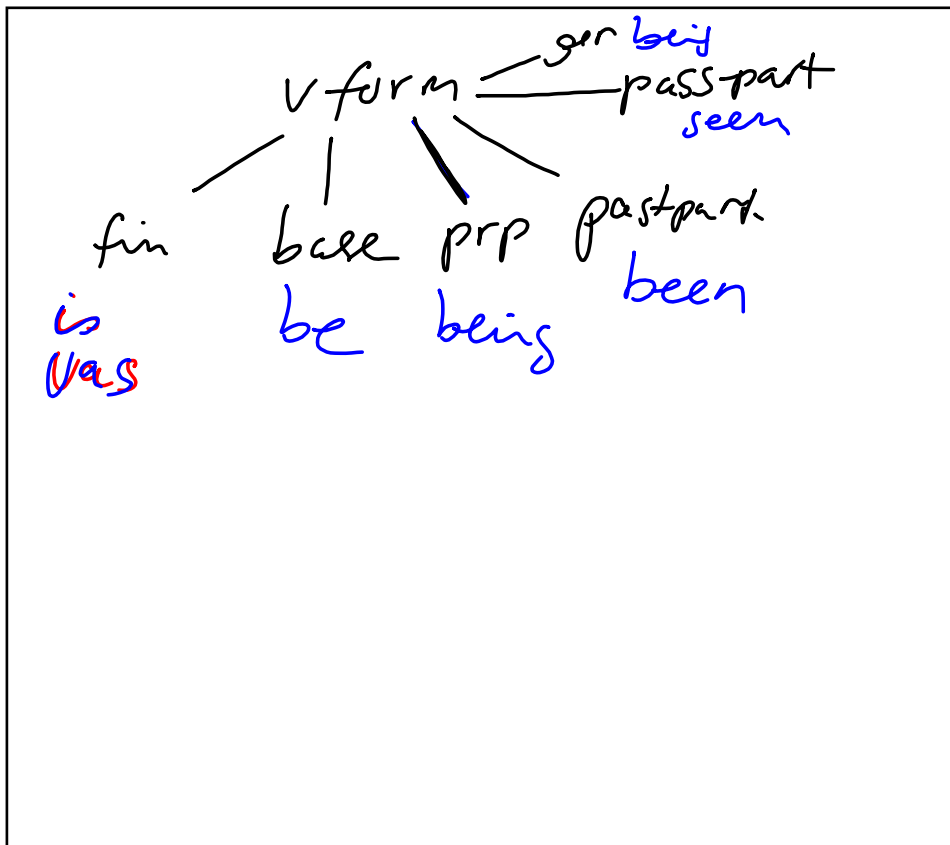 ger being
vform
pass-part
seen
fin base prp pastpart.
is be being been
was